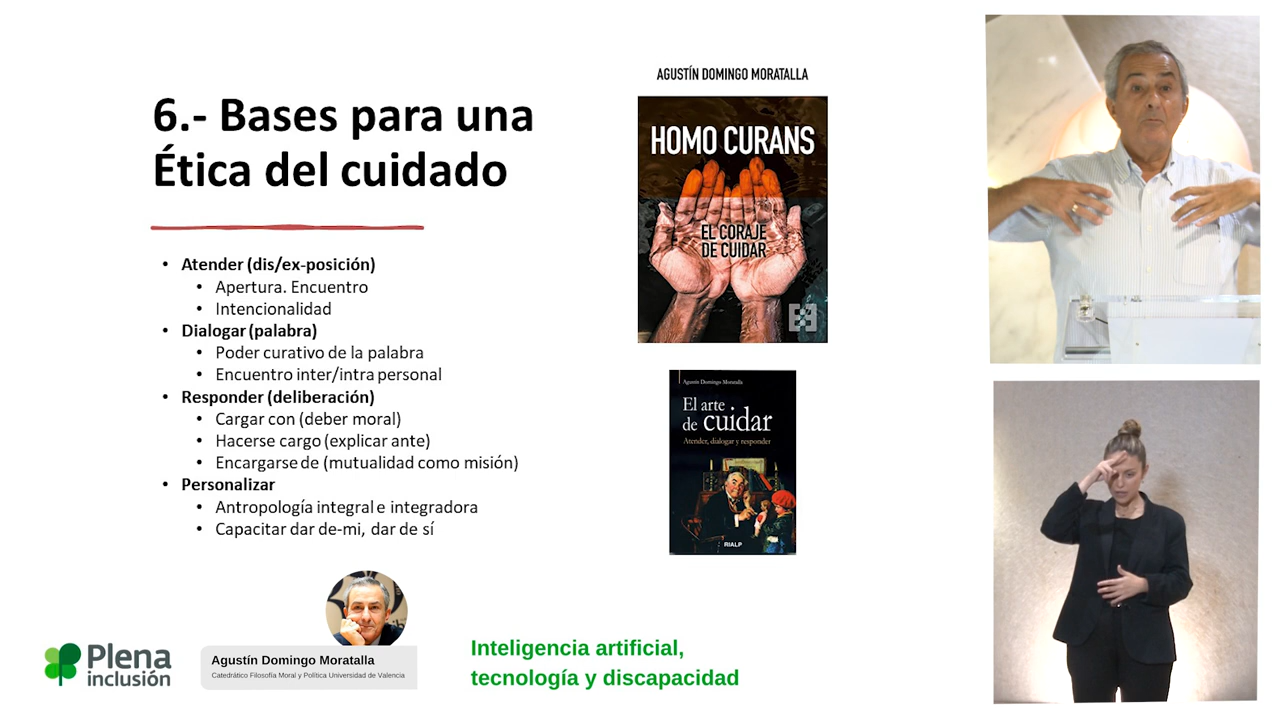 6.- Bases para una
Ética del cuidado
• Atender (dis/ex-posición)
• Apertura. Encuentro
• Intencionalidad
• Dialogar (palabra)
• Poder curativo de la palabra
• Encuentro inter/intra personal
• Responder (deliberación)
• Cargar con (deber moral)
• Hacerse cargo (explicar ante)
• Encargarse de (mutualidad como misión)
• Personalizar
• Antropología integral e integradora
• Capacitar dar de-mi, dar de sí
AGUSTÍN DOMINGO MORATALLA
HOMO CURANS
EL CORAJE
DE CUIDAR
Agustín Domingo Moratalla
El arte
de cuidar
Atender, dialogar y responder
RIALP
Plena
inclusión
Agustín Domingo Moratalla
Catedrático Filosofía Moral y Política Universidad de Valencia
Inteligencia artificial,
tecnología y discapacidad